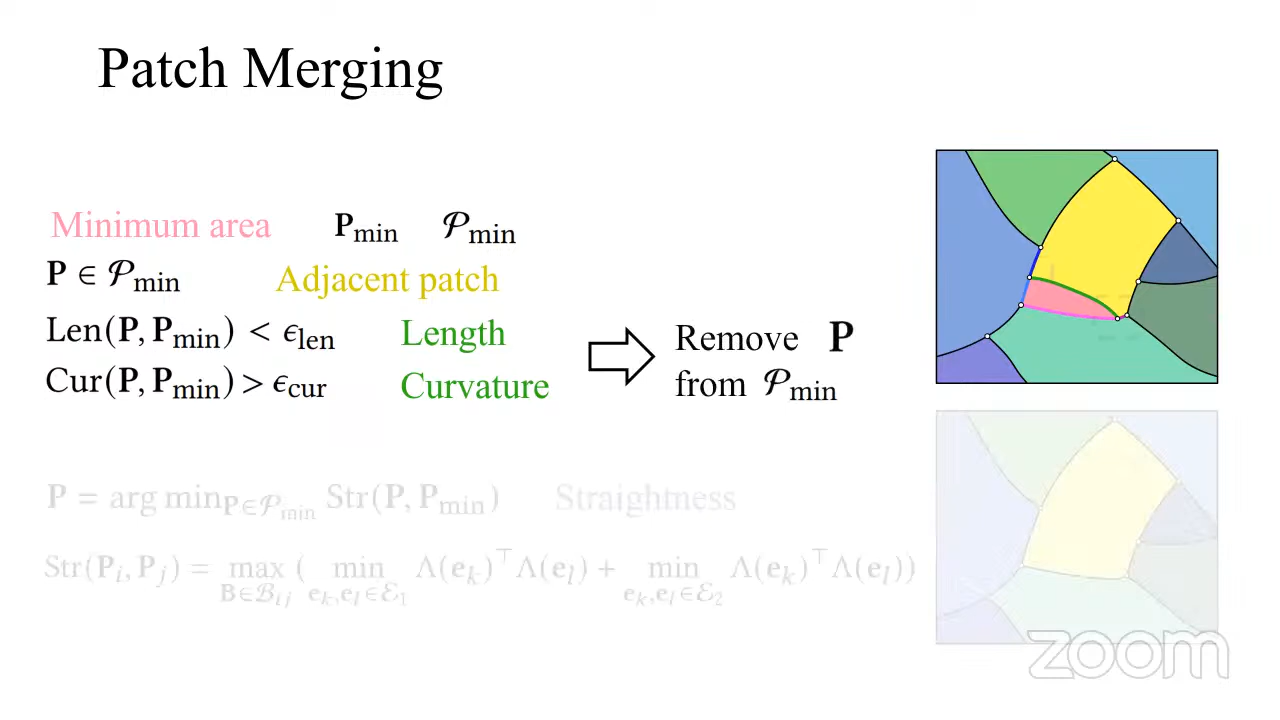 Patch Merging
Minimum area P_min 𝒫_min
P ∈ 𝒫_min Adjacent patch
Len(P, P_min) < ϵ_len Length
Cur(P, P_min) > ϵ_cur Curvature
Remove P
from 𝒫_min
P = arg min_{P∈𝒫_min} Str(P, P_min) Straightness
Str(P_i, P_j) = max_{B∈ℬ_ij} ( min_{e_k,e_l∈ℰ_1} Λ(e_k)^⊤Λ(e_l) + min_{e_k,e_l∈ℰ_2} Λ(e_k)^⊤Λ(e_l))
zoom